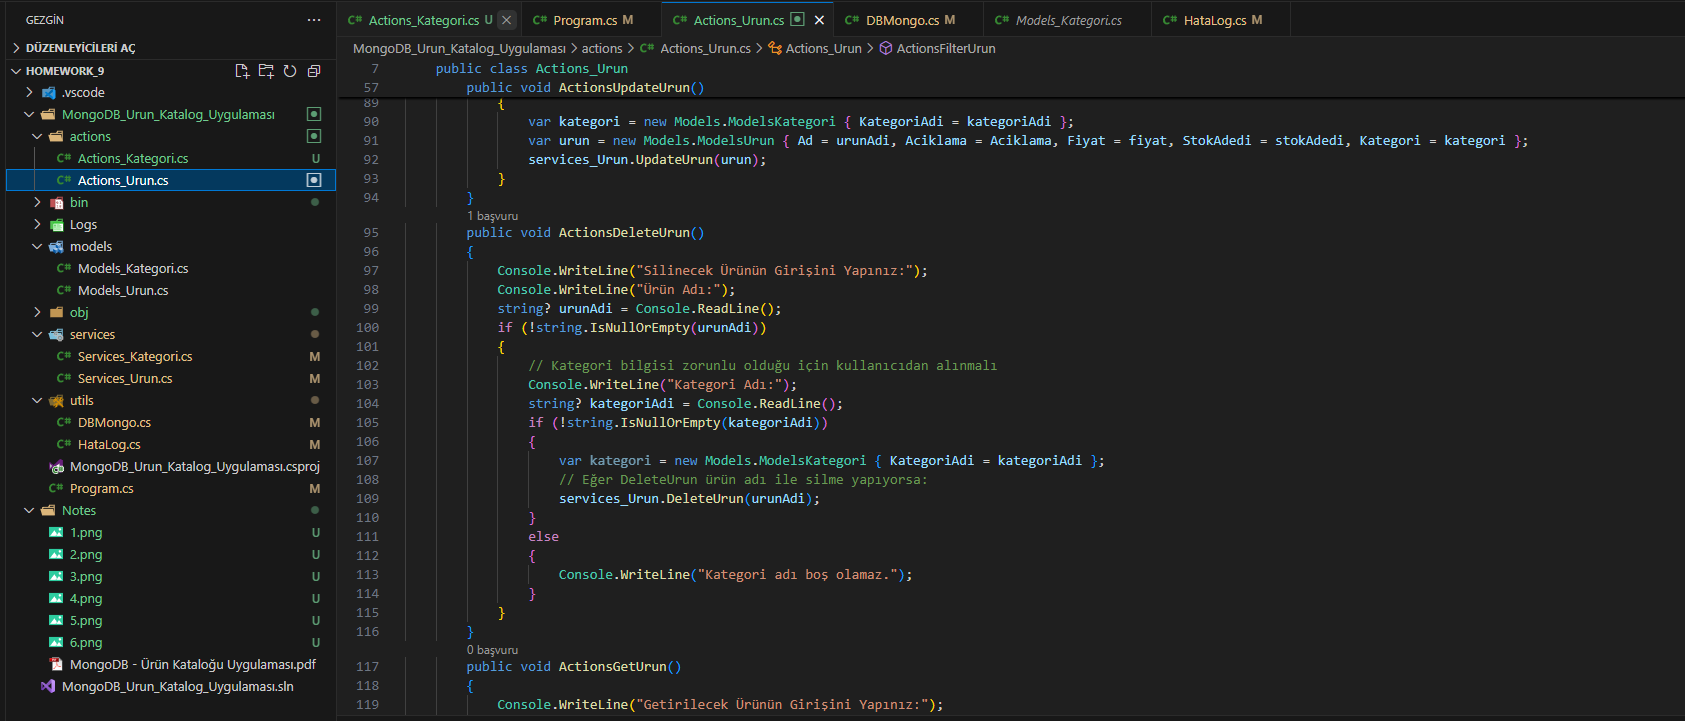 GEZGİN
DÜZENLEYİCİLERİ AÇ
HOMEWORK_9
.vscode
MongoDB_Urun_Katalog_Uygulaması
actions
C# Actions_Kategori.cs U
C# Actions_Urun.cs
bin
Logs
models
C# Models_Kategori.cs
C# Models_Urun.cs
obj
services
C# Services_Kategori.cs M
C# Services_Urun.cs M
utils
C# DBMongo.cs M
C# HataLog.cs M
MongoDB_Urun_Katalog_Uygulaması.csproj
C# Program.cs M
Notes
1.png U
2.png U
3.png U
4.png U
5.png U
6.png U
MongoDB - Ürün Kataloğu Uygulaması.pdf
MongoDB_Urun_Katalog_Uygulaması.sln
C# Actions_Kategori.cs U C# Program.cs M C# Actions_Urun.cs C# DBMongo.cs M C# Models_Kategori.cs C# HataLog.cs M
MongoDB_Urun_Katalog_Uygulaması > actions > C# Actions_Urun.cs > Actions_Urun > ActionsFilterUrun
7 public class Actions_Urun
57 public void ActionsUpdateUrun()
89 {
90 var kategori = new Models.ModelsKategori { KategoriAdi = kategoriAdi };
91 var urun = new Models.ModelsUrun { Ad = urunAdi, Aciklama = Aciklama, Fiyat = fiyat, StokAdedi = stokAdedi, Kategori = kategori };
92 services_Urun.UpdateUrun(urun);
93 }
94 }
1 başvuru
95 public void ActionsDeleteUrun()
96 {
97 Console.WriteLine("Silinecek Ürünün Girişini Yapınız:");
98 Console.WriteLine("Ürün Adı:");
99 string? urunAdi = Console.ReadLine();
100 if (!string.IsNullOrEmpty(urunAdi))
101 {
102 // Kategori bilgisi zorunlu olduğu için kullanıcıdan alınmalı
103 Console.WriteLine("Kategori Adı:");
104 string? kategoriAdi = Console.ReadLine();
105 if (!string.IsNullOrEmpty(kategoriAdi))
106 {
107 var kategori = new Models.ModelsKategori { KategoriAdi = kategoriAdi };
108 // Eğer DeleteUrun ürün adı ile silme yapıyorsa:
109 services_Urun.DeleteUrun(urunAdi);
110 }
111 else
112 {
113 Console.WriteLine("Kategori adı boş olamaz.");
114 }
115 }
116 }
0 başvuru
117 public void ActionsGetUrun()
118 {
119 Console.WriteLine("Getirilecek Ürünün Girişini Yapınız:");